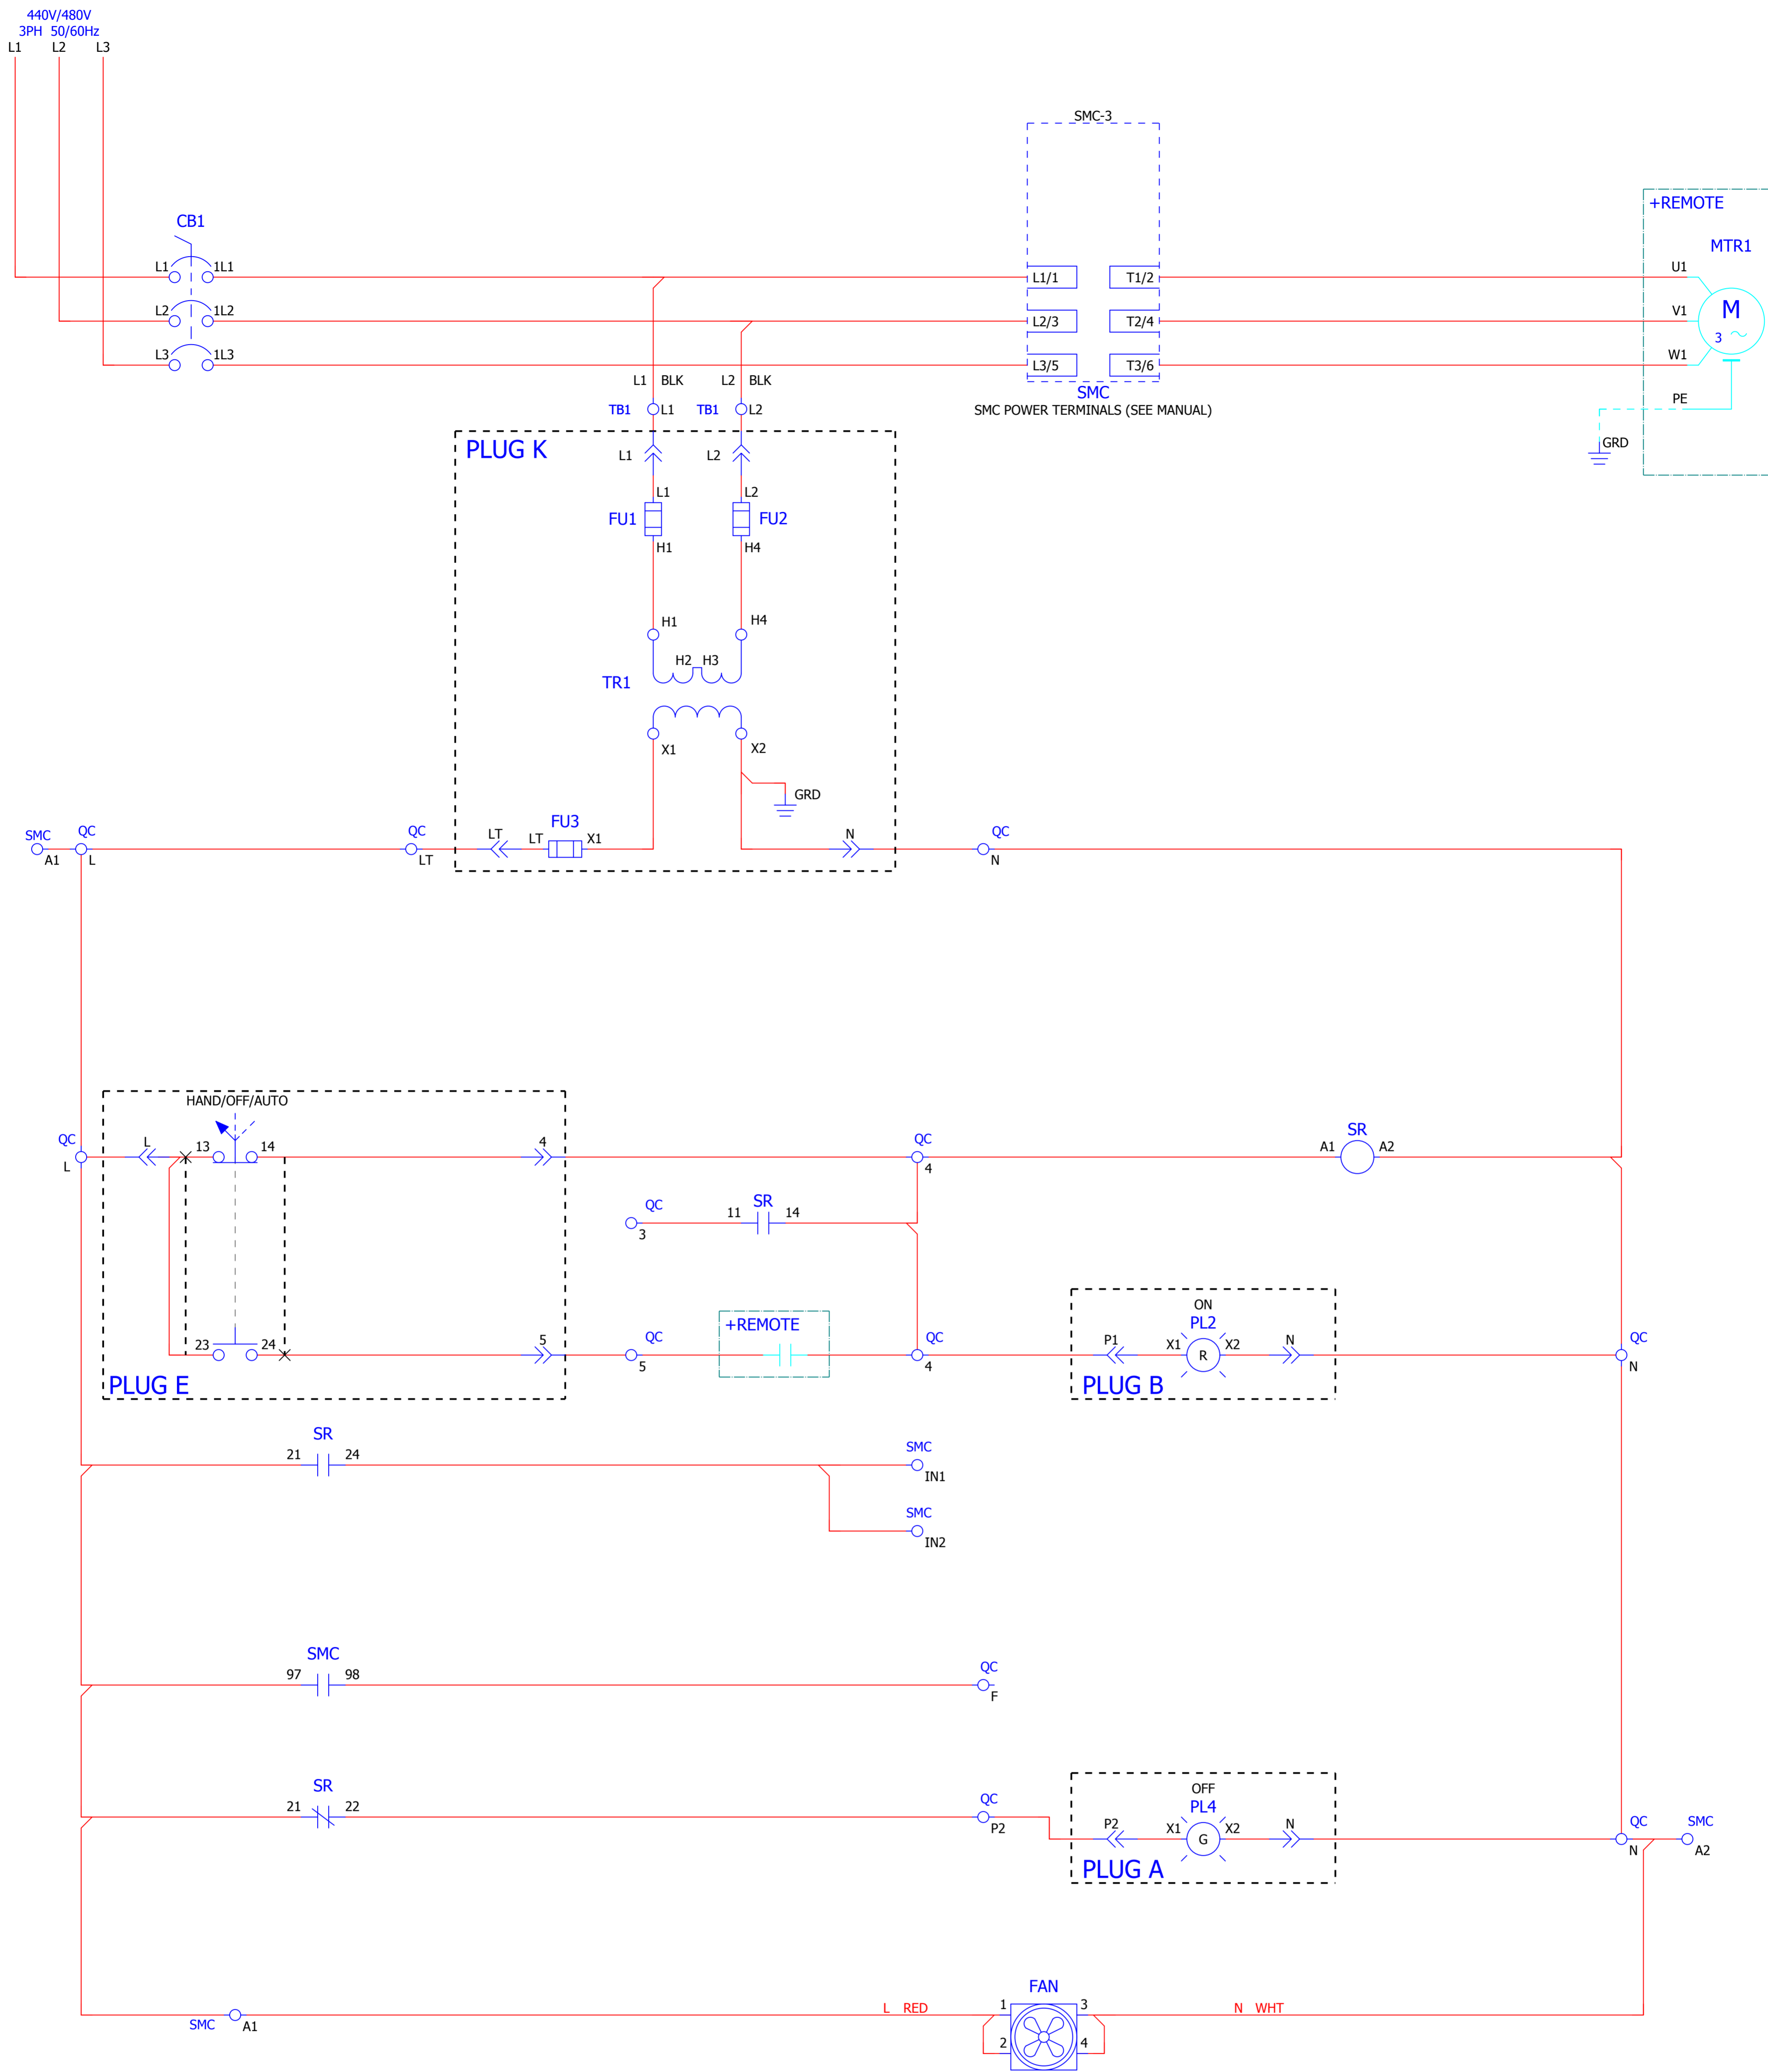 440V/480V
3PH 50/60Hz
L1 L2 L3
SMC-3
+REMOTE
CB1
MTR1
L1 1L1 L1/1 T1/2 U1
L2 1L2 L2/3 T2/4 V1
M
3
L3 1L3 L3/5 T3/6 W1
L1 BLK L2 BLK
SMC
TB1 L1 TB1 L2
SMC POWER TERMINALS (SEE MANUAL)
PE
GRD
PLUG K
L1 L2
L1 L2
FU1 FU2
H1 H4
H1 H4
H2 H3
TR1
X1 X2
GRD
SMC QC QC LT LT FU3 X1 N QC
A1 L LT N
HAND/OFF/AUTO
QC L 13 14 4 QC A1 SR A2
L 4
QC 11 SR 14
3
ON
+REMOTE
PL2
23 24 5 QC P1 X1 R X2 N QC
5 4 N
PLUG E PLUG B
SR
21 24 SMC
IN1
SMC
IN2
SMC
97 98 QC
F
SR
21 22 QC
P2
OFF
PL4
P2 X1 G X2 N QC SMC
N A2
PLUG A
FAN
L RED 1 3 N WHT
SMC A1
2 4